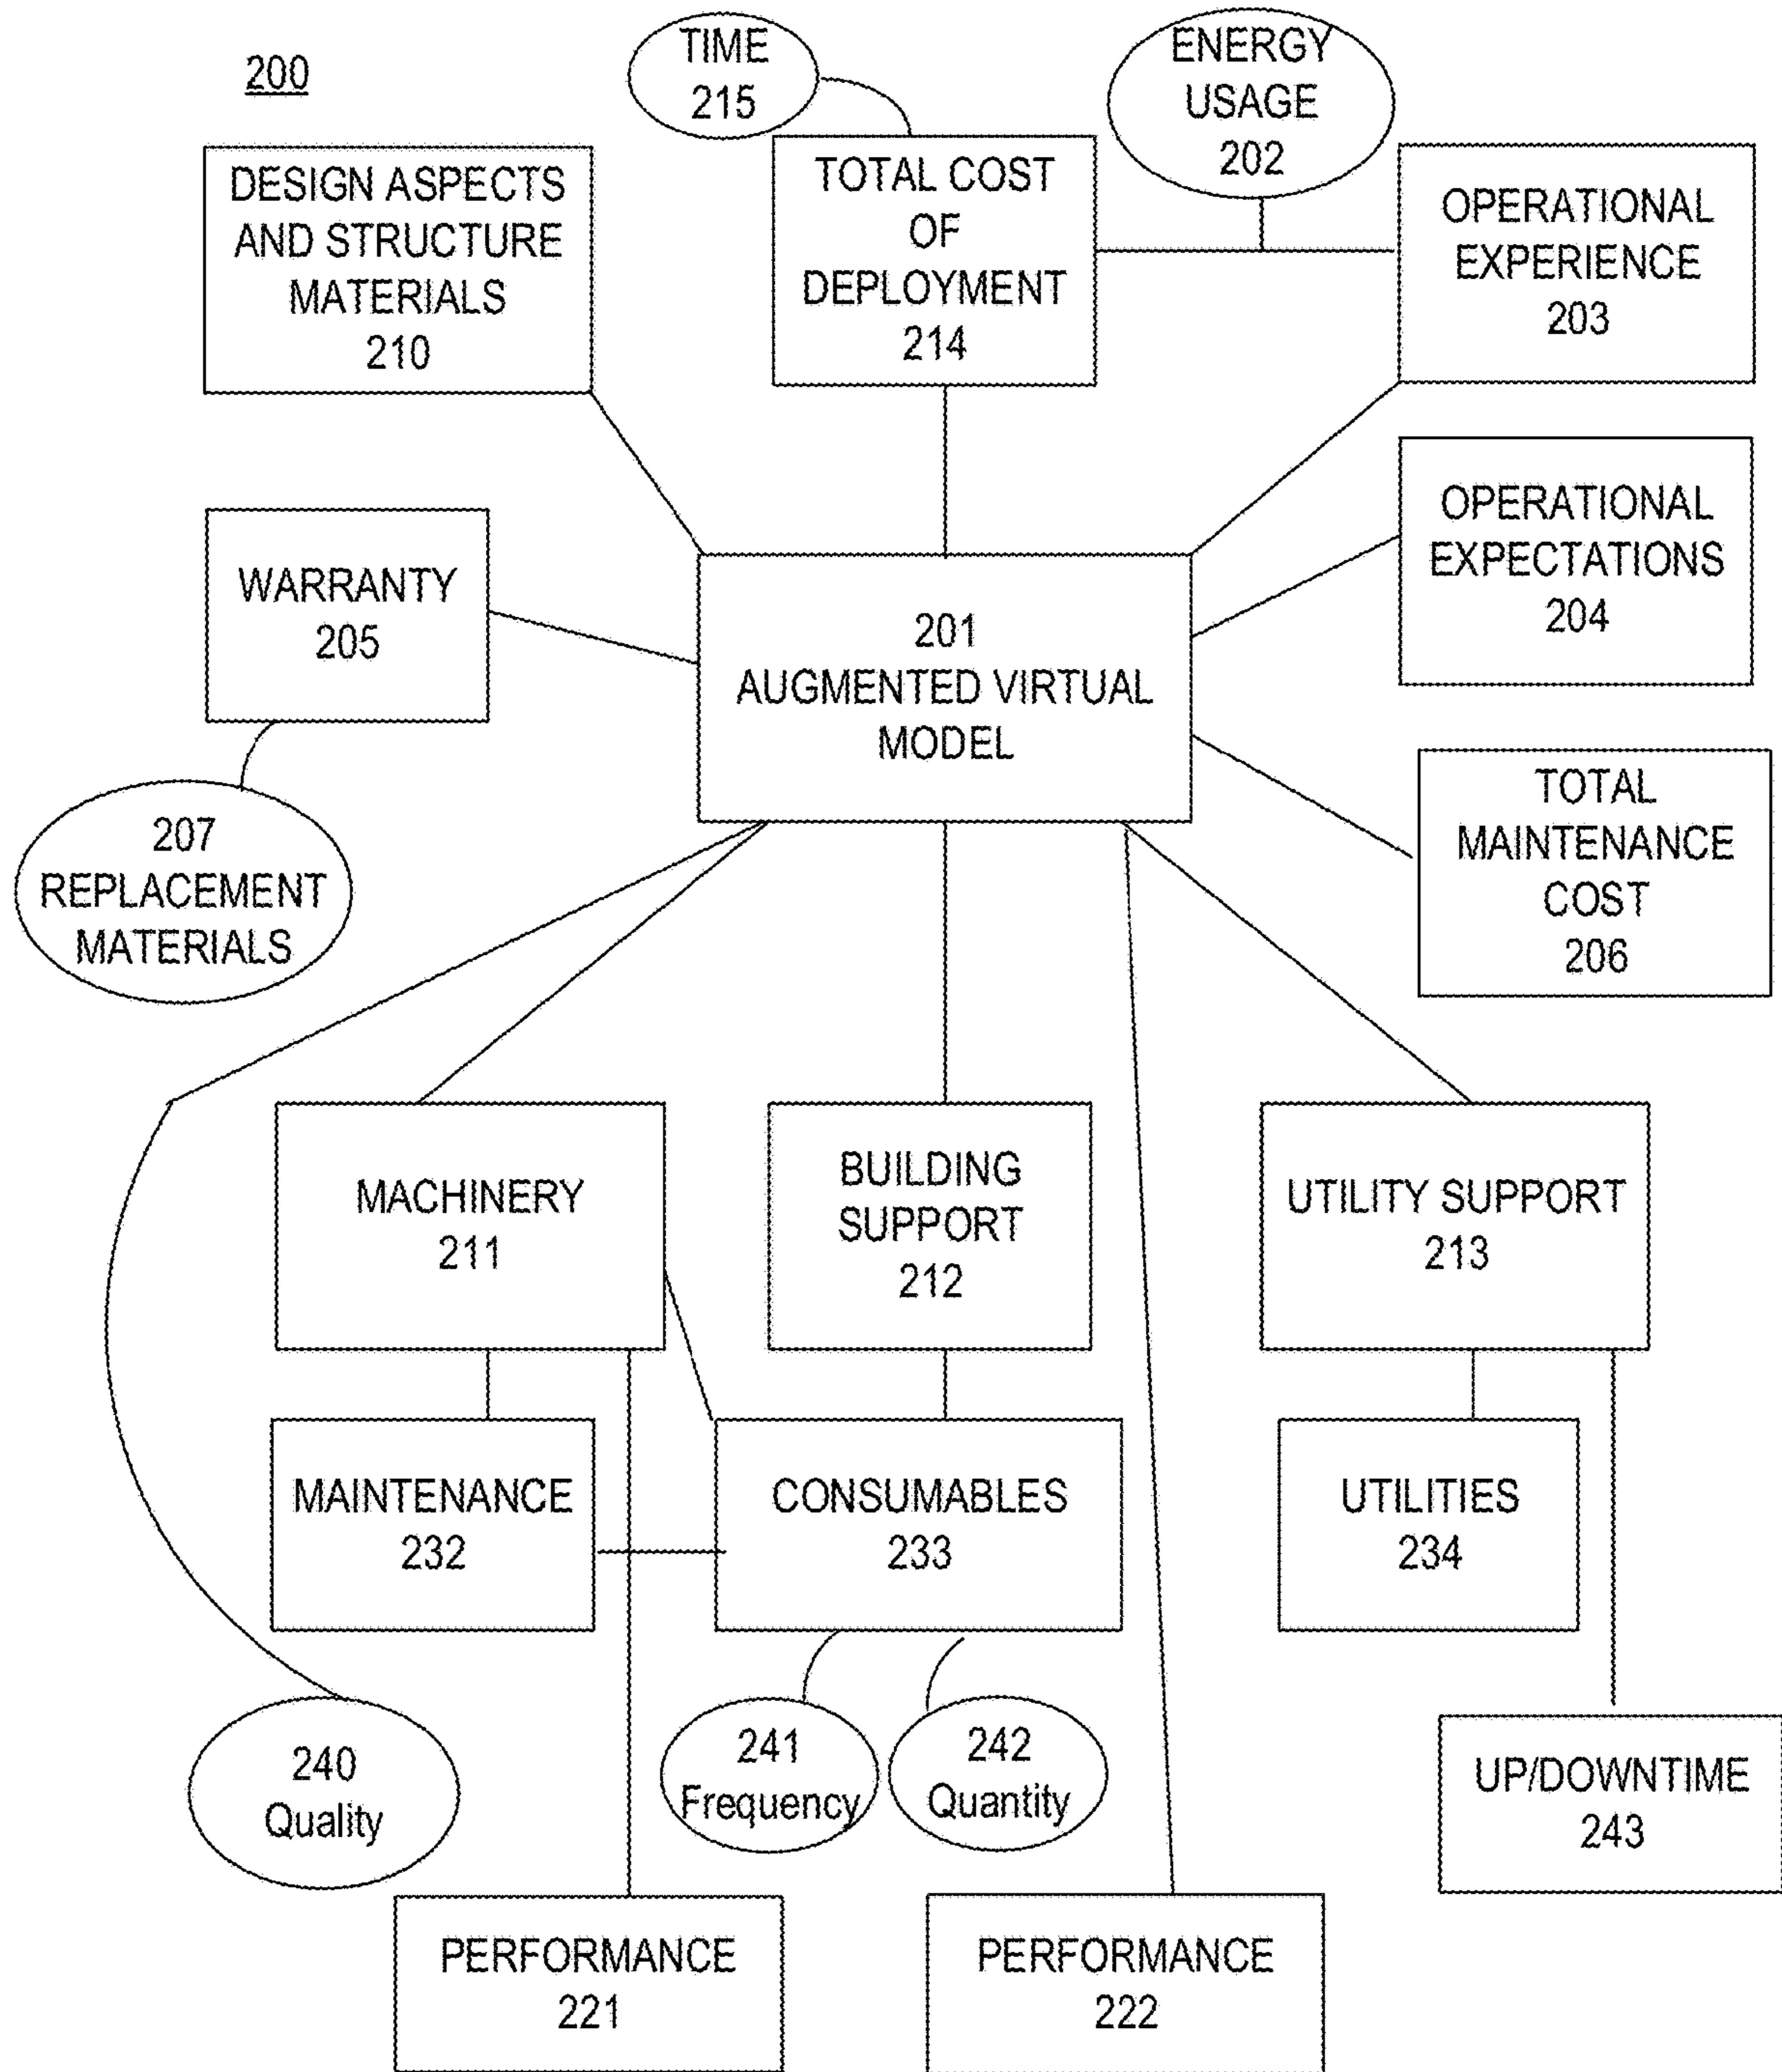 200
TIME
215
ENERGY
USAGE
202
DESIGN ASPECTS
AND STRUCTURE
MATERIALS
210
TOTAL COST
OF
DEPLOYMENT
214
OPERATIONAL
EXPERIENCE
203
OPERATIONAL
EXPECTATIONS
204
WARRANTY
205
201
AUGMENTED VIRTUAL
MODEL
TOTAL
MAINTENANCE
COST
206
207
REPLACEMENT
MATERIALS
MACHINERY
211
BUILDING
SUPPORT
212
UTILITY SUPPORT
213
MAINTENANCE
232
CONSUMABLES
233
UTILITIES
234
240
Quality
241
Frequency
242
Quantity
UP/DOWNTIME
243
PERFORMANCE
221
PERFORMANCE
222